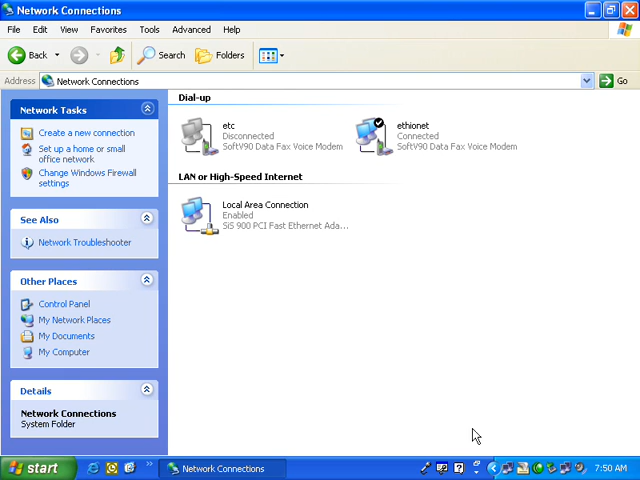 Network Connections
File Edit View Favorites Tools Advanced Help
Back Search Folders
Address Network Connections Go
Network Tasks
Create a new connection
Set up a home or small
office network
Change Windows Firewall
settings
See Also
Network Troubleshooter
Other Places
Control Panel
My Network Places
My Documents
My Computer
Details
Network Connections
System Folder
Dial-up
etc
Disconnected
SoftV90 Data Fax Voice Modem
ethionet
Connected
SoftV90 Data Fax Voice Modem
LAN or High-Speed Internet
Local Area Connection
Enabled
SiS 900 PCI Fast Ethernet Ada...
start Network Connections 7:50 AM